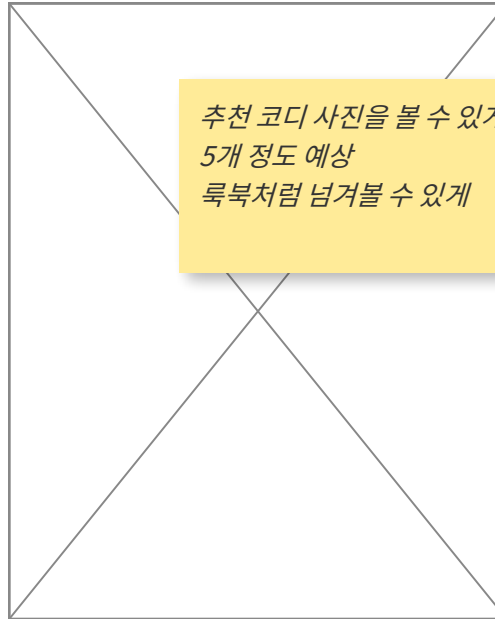 추천 코디 사진을 볼 수 있게
5개 정도 예상
룩북처럼 넘겨볼 수 있게